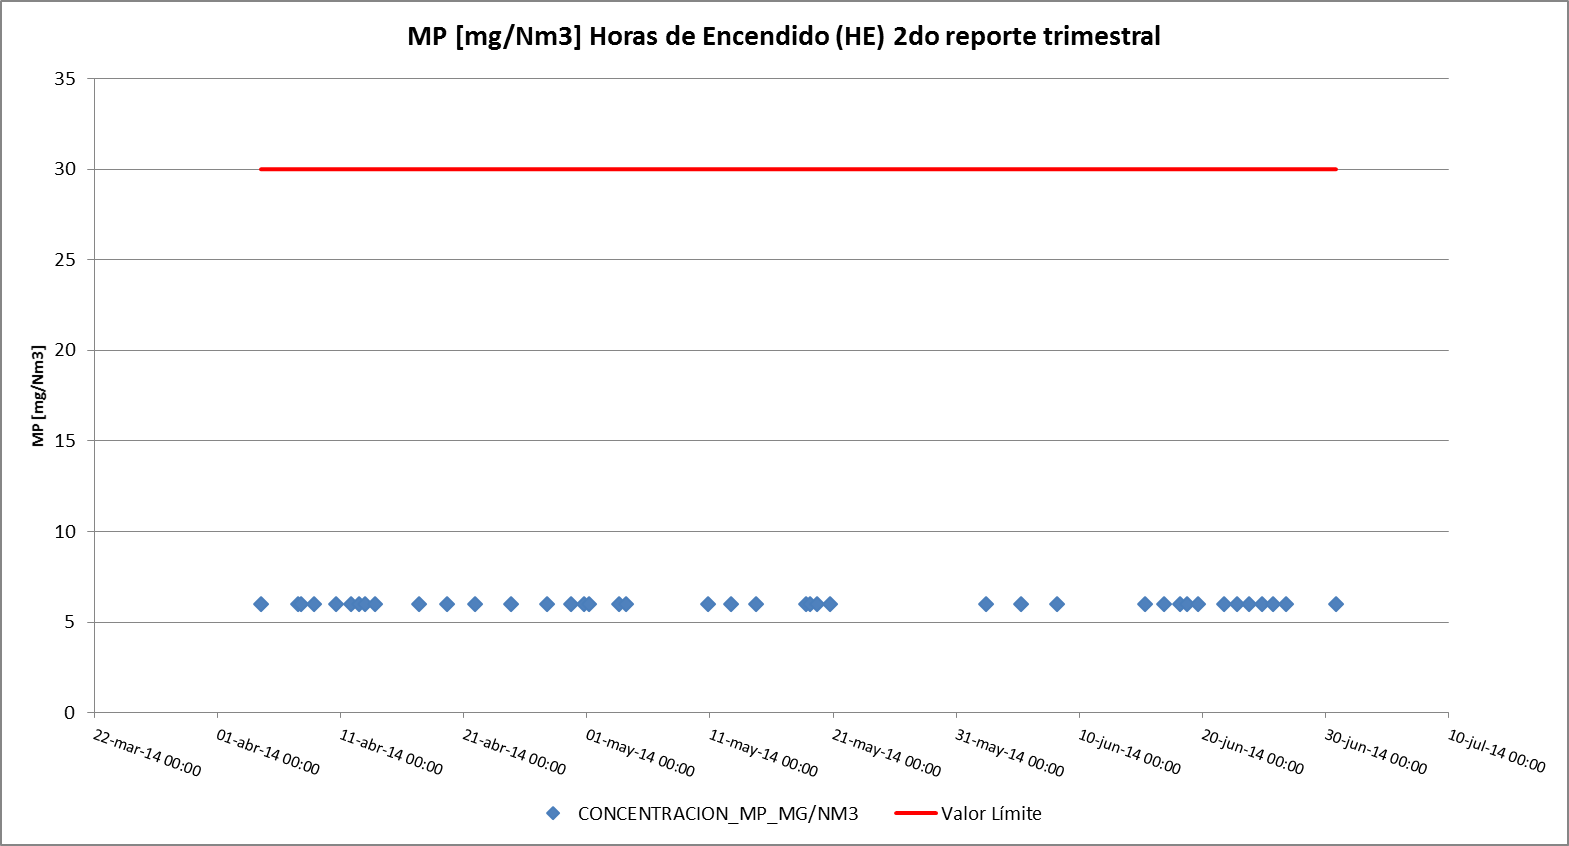 MP [mg/Nm3] Horas de Encendido (HE) 2do reporte trimestral
35
30
25
20
15
10
5
0
MP [mg/Nm3]
22-mar-14 00:00
01-abr-14 00:00
11-abr-14 00:00
21-abr-14 00:00
01-may-14 00:00
11-may-14 00:00
21-may-14 00:00
31-may-14 00:00
10-jun-14 00:00
20-jun-14 00:00
30-jun-14 00:00
10-jul-14 00:00
CONCENTRACION_MP_MG/NM3
Valor Límite